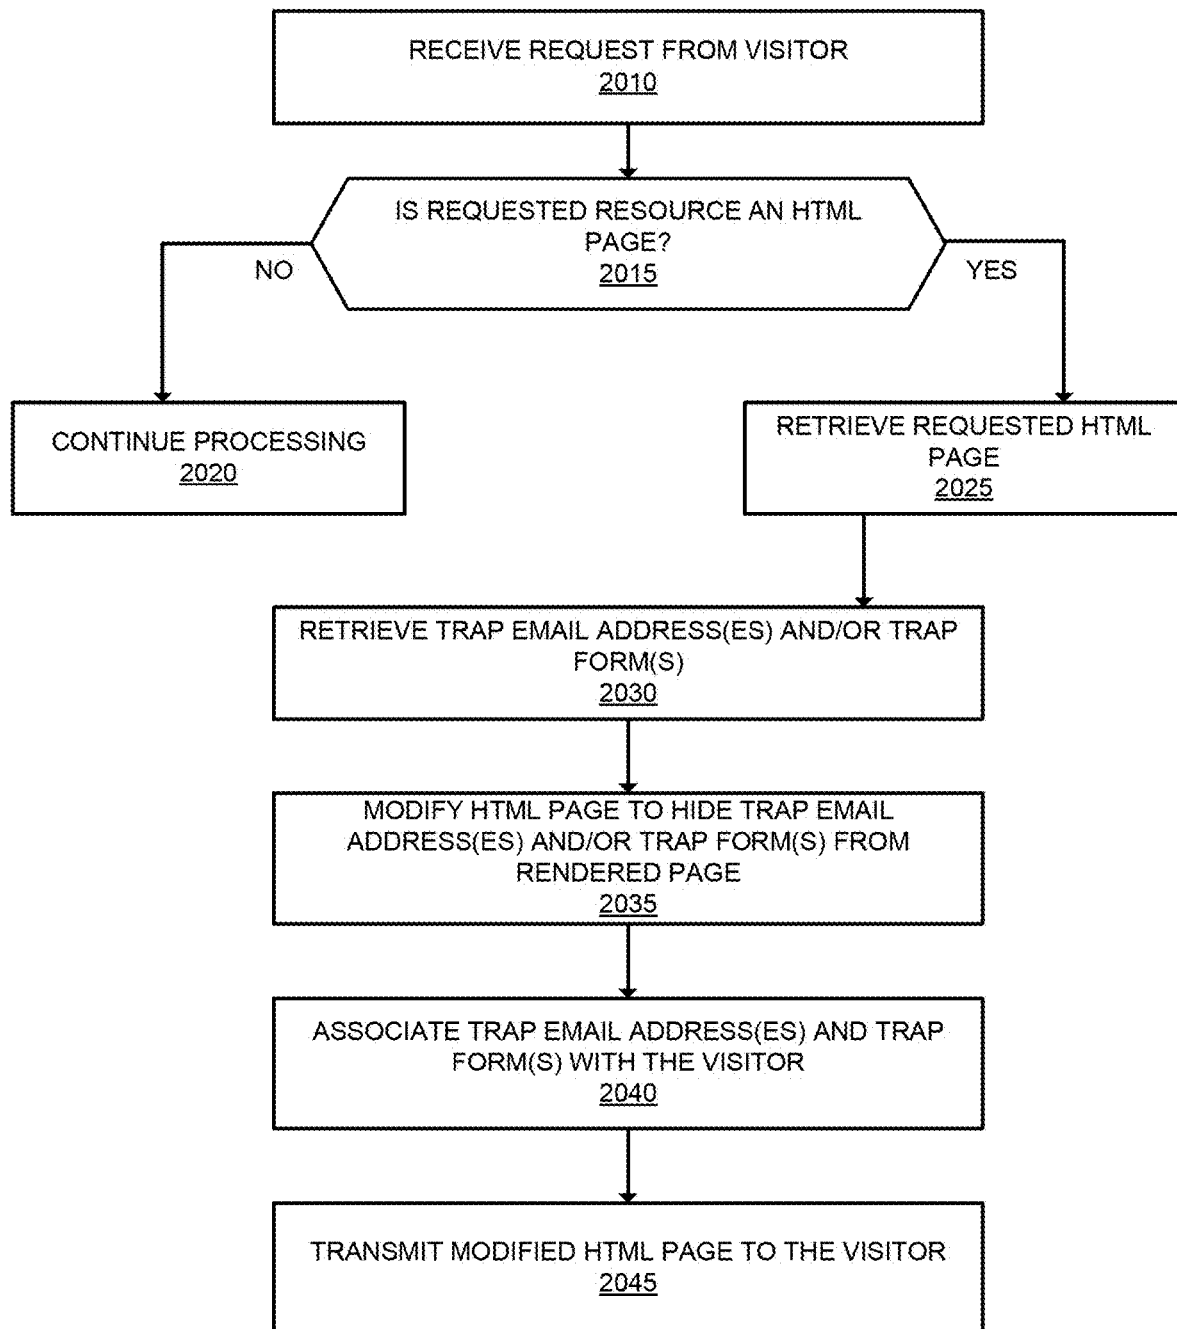 RECEIVE REQUEST FROM VISITOR
2010
IS REQUESTED RESOURCE AN HTML
PAGE?
2015
NO
YES
CONTINUE PROCESSING
2020
RETRIEVE REQUESTED HTML
PAGE
2025
RETRIEVE TRAP EMAIL ADDRESS(ES) AND/OR TRAP
FORM(S)
2030
MODIFY HTML PAGE TO HIDE TRAP EMAIL
ADDRESS(ES) AND/OR TRAP FORM(S) FROM
RENDERED PAGE
2035
ASSOCIATE TRAP EMAIL ADDRESS(ES) AND TRAP
FORM(S) WITH THE VISITOR
2040
TRANSMIT MODIFIED HTML PAGE TO THE VISITOR
2045